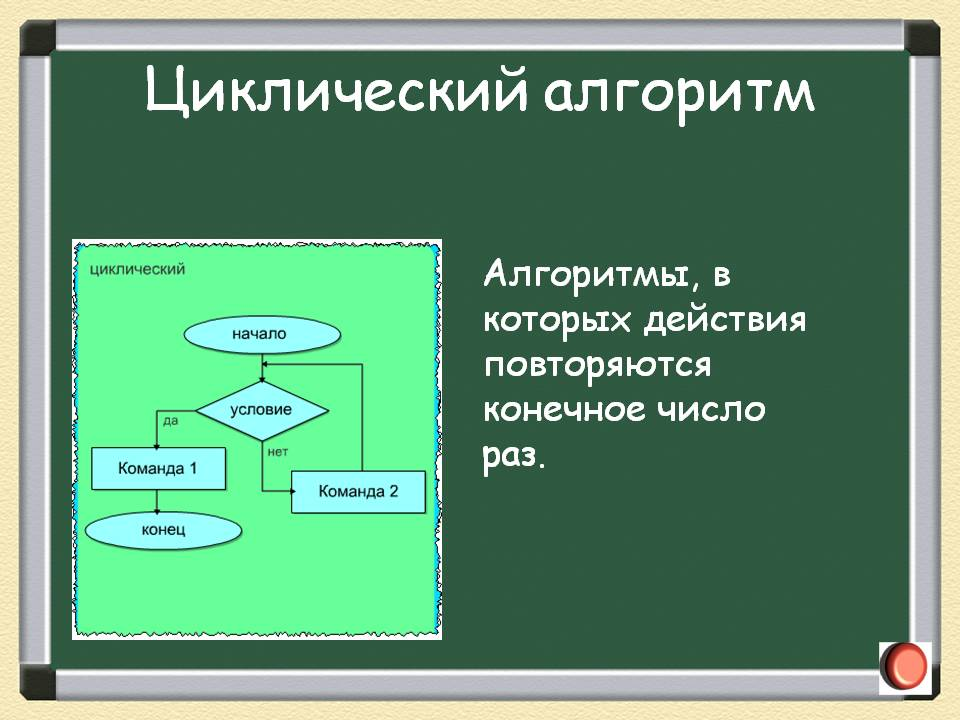 Циклический алгоритм
циклический
начало
условие
да
нет
Команда 1
Команда 2
конец
Алгоритмы, в
которых действия
повторяются
конечное число
раз.